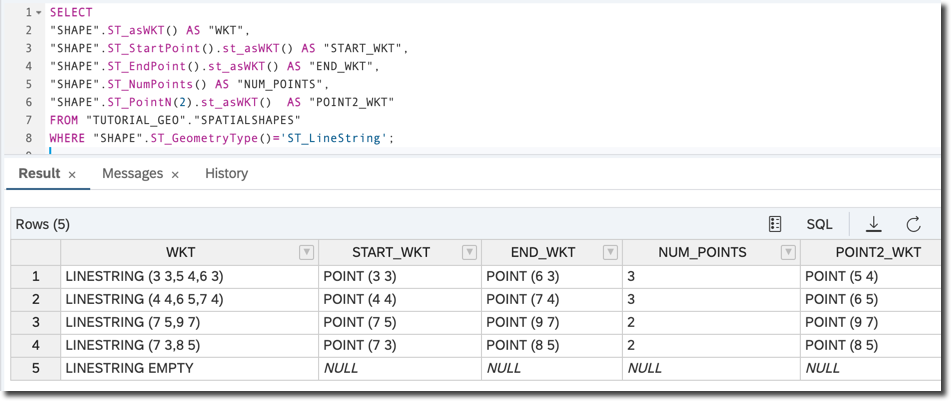 1 SELECT
2 "SHAPE".ST_asWKT() AS "WKT",
3 "SHAPE".ST_StartPoint().st_asWKT() AS "START_WKT",
4 "SHAPE".ST_EndPoint().st_asWKT() AS "END_WKT",
5 "SHAPE".ST_NumPoints() AS "NUM_POINTS",
6 "SHAPE".ST_PointN(2).st_asWKT()  AS "POINT2_WKT"
7 FROM "TUTORIAL_GEO"."SPATIALSHAPES"
8 WHERE "SHAPE".ST_GeometryType()='ST_LineString';
9
Result × Messages × History
Rows (5) SQL
WKT START_WKT END_WKT NUM_POINTS POINT2_WKT
1 LINESTRING (3 3,5 4,6 3) POINT (3 3) POINT (6 3) 3 POINT (5 4)
2 LINESTRING (4 4,6 5,7 4) POINT (4 4) POINT (7 4) 3 POINT (6 5)
3 LINESTRING (7 5,9 7) POINT (7 5) POINT (9 7) 2 POINT (9 7)
4 LINESTRING (7 3,8 5) POINT (7 3) POINT (8 5) 2 POINT (8 5)
5 LINESTRING EMPTY NULL NULL NULL NULL